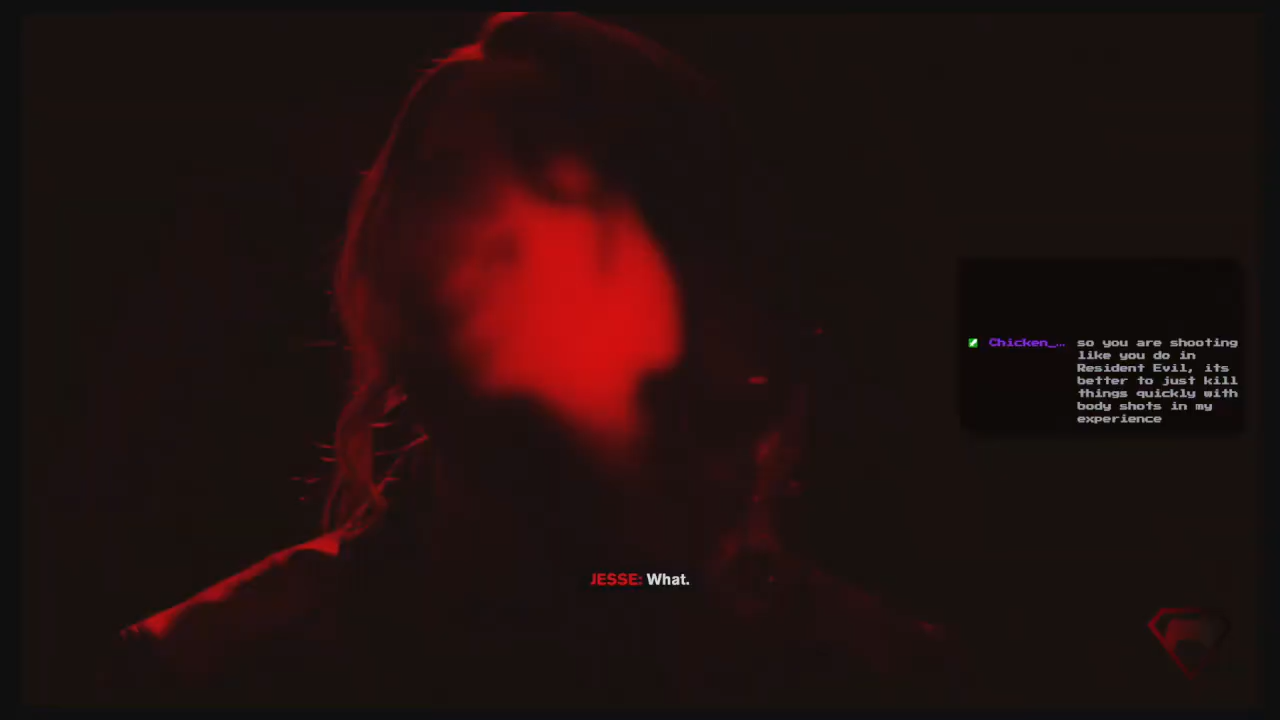 Chicken_… so you are shooting
like you do in
Resident Evil, its
better to just kill
things quickly with
body shots in my
experience
JESSE: What.